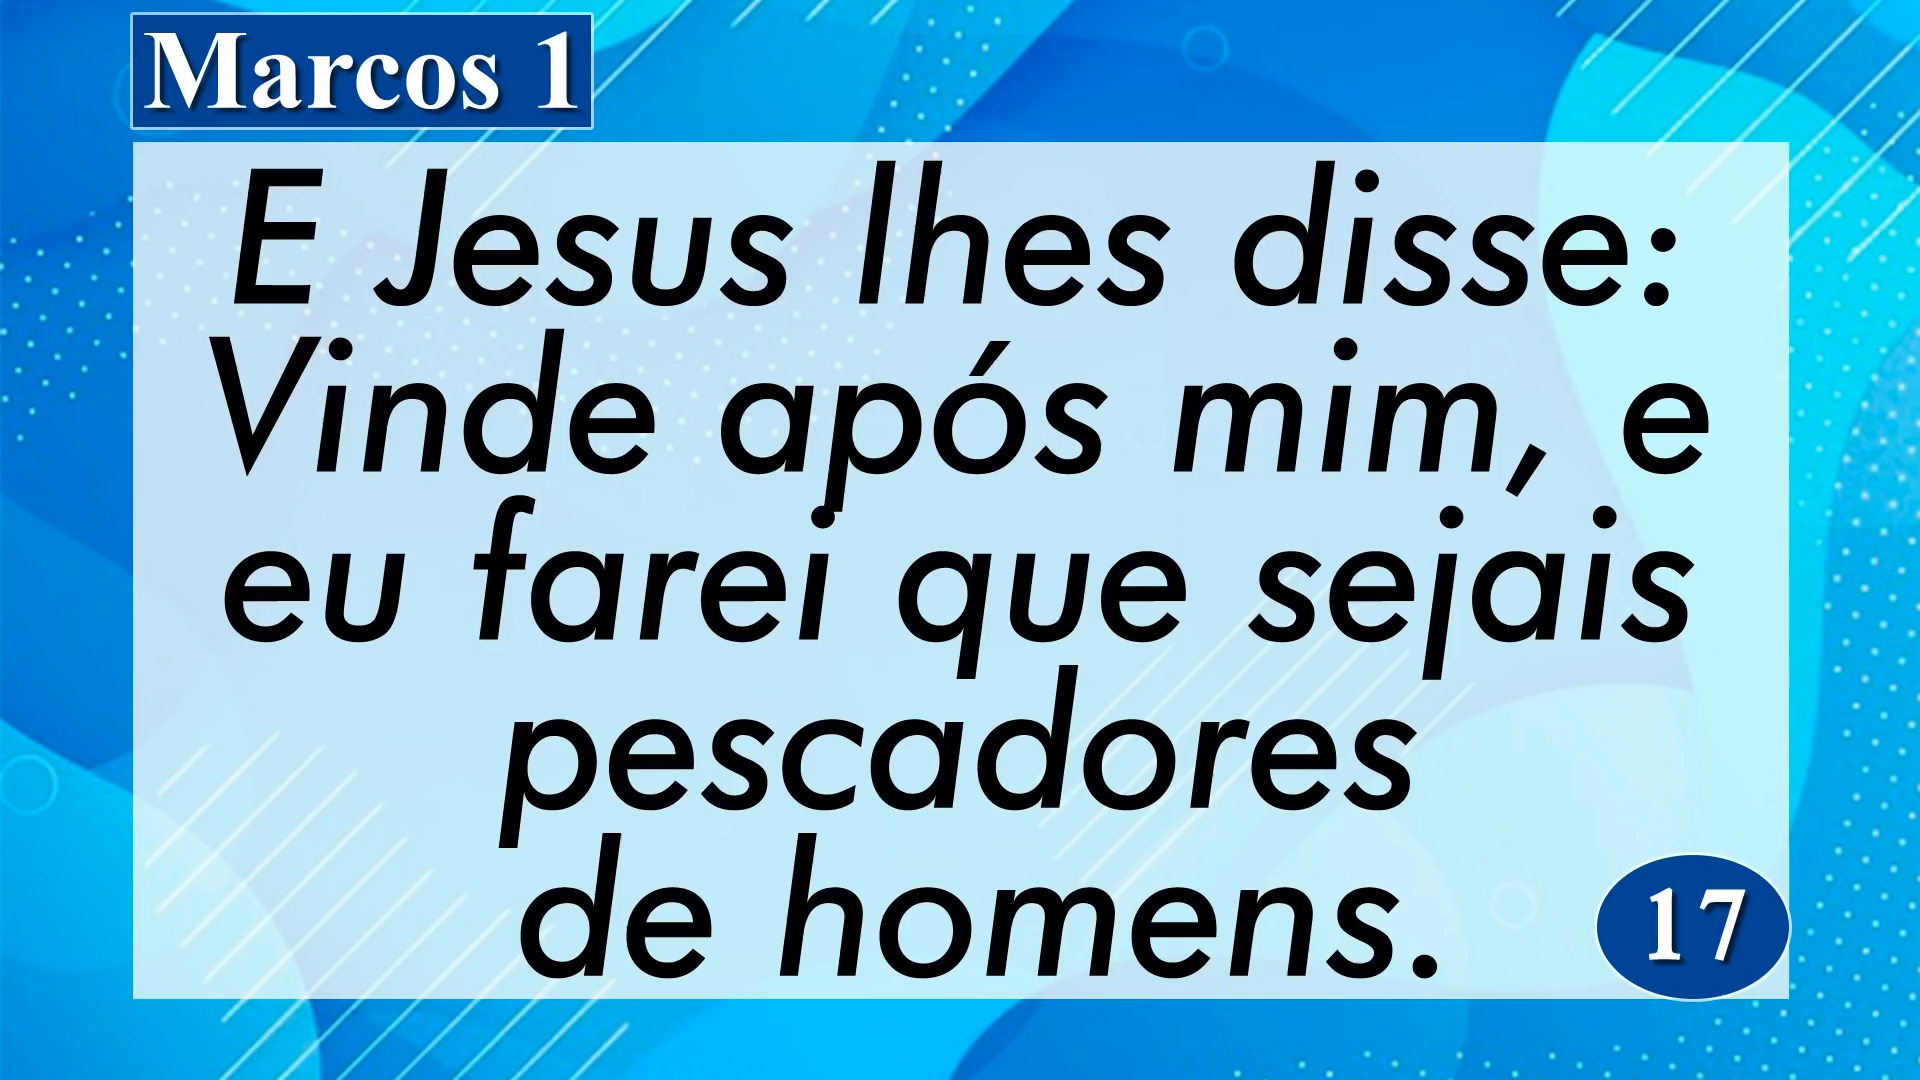 Marcos 1
E Jesus lhes disse:
Vinde após mim, e
eu farei que sejais
pescadores
de homens.
17